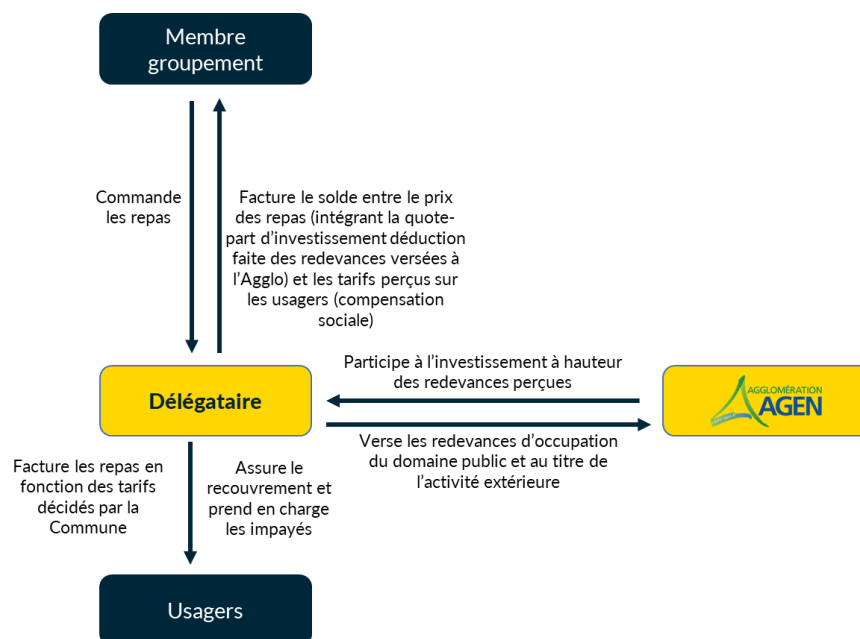 Membre
groupement
Commande
les repas
Facture le solde entre le prix
des repas (intégrant la quote-
part d'investissement déduction
faite des redevances versées à
l'Agglo) et les tarifs perçus sur
les usagers (compensation
sociale)
Participe à l'investissement à hauteur
des redevances perçues
Délégataire
AGGLOMÉRATION
AGEN
Verse les redevances d'occupation
du domaine public et au titre de
l'activité extérieure
Facture les repas en
fonction des tarifs
décidés par la
Commune
Assure le
recouvrement et
prend en charge
les impayés
Usagers